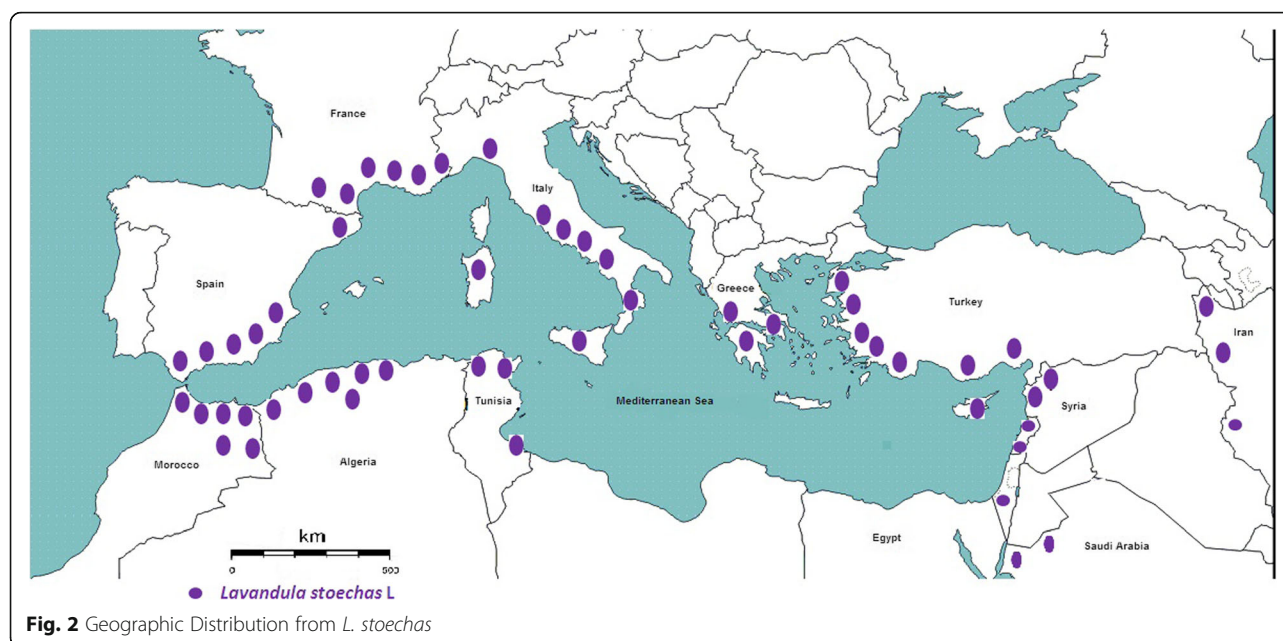 France
Italy
Spain
Greece
Turkey
Iran
Tunisia
Mediterranean Sea
Syria
Morocco
Algeria
Egypt
Saudi Arabia
km
0 500
Lavandula stoechas L
Fig. 2 Geographic Distribution from L. stoechas